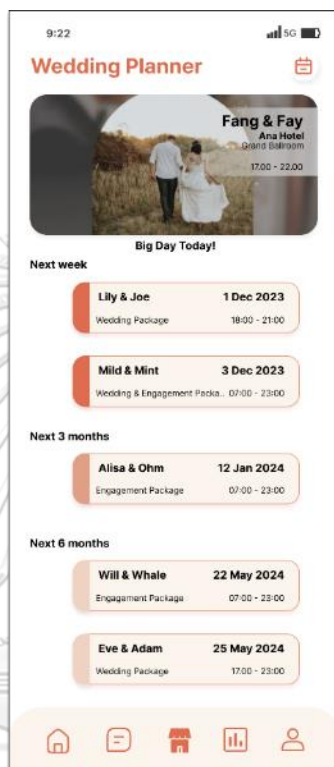 9:22
5G
Wedding Planner
Fang & Fay
Ana Hotel
Grand Ballroom
17.00 - 22.00
Big Day Today!
Next week
Lily & Joe 1 Dec 2023
Wedding Package 18:00 - 21:00
Mild & Mint 3 Dec 2023
Wedding & Engagement Packa.. 07:00 - 23:00
Next 3 months
Alisa & Ohm 12 Jan 2024
Engagement Package 07:00 - 23:00
Next 6 months
Will & Whale 22 May 2024
Engagament Package 07:00 - 23:00
Eve & Adam 25 May 2024
Wedding Package 17:00 - 23:00